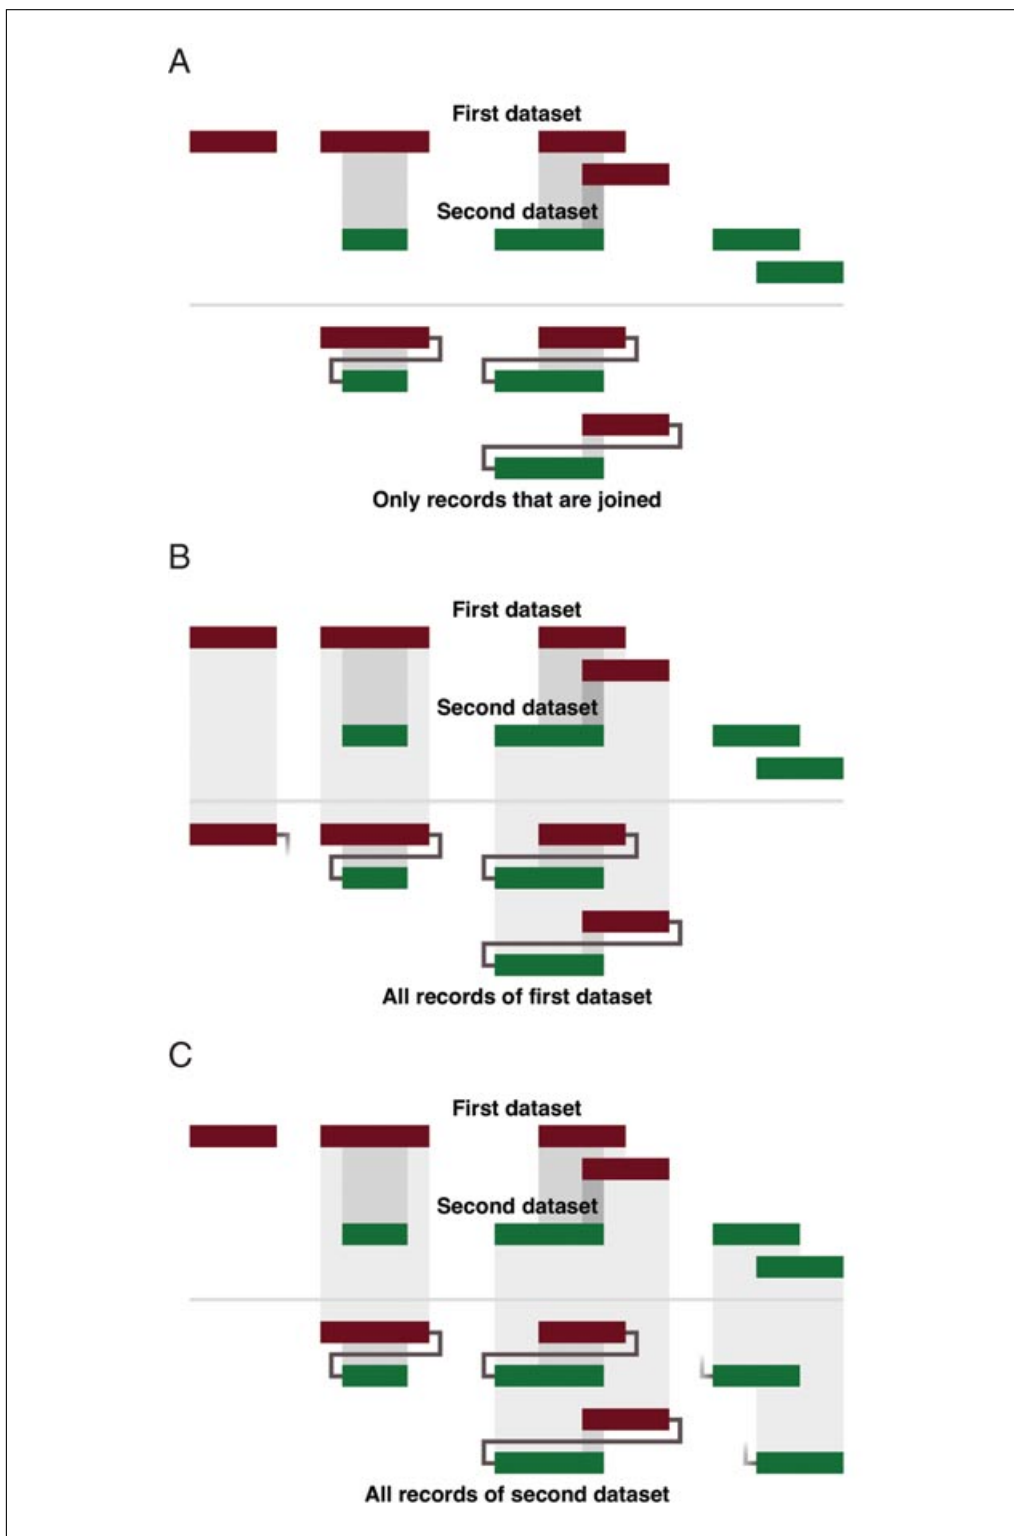 A
First dataset
Second dataset
Only records that are joined
B
First dataset
Second dataset
All records of first dataset
C
First dataset
Second dataset
All records of second dataset